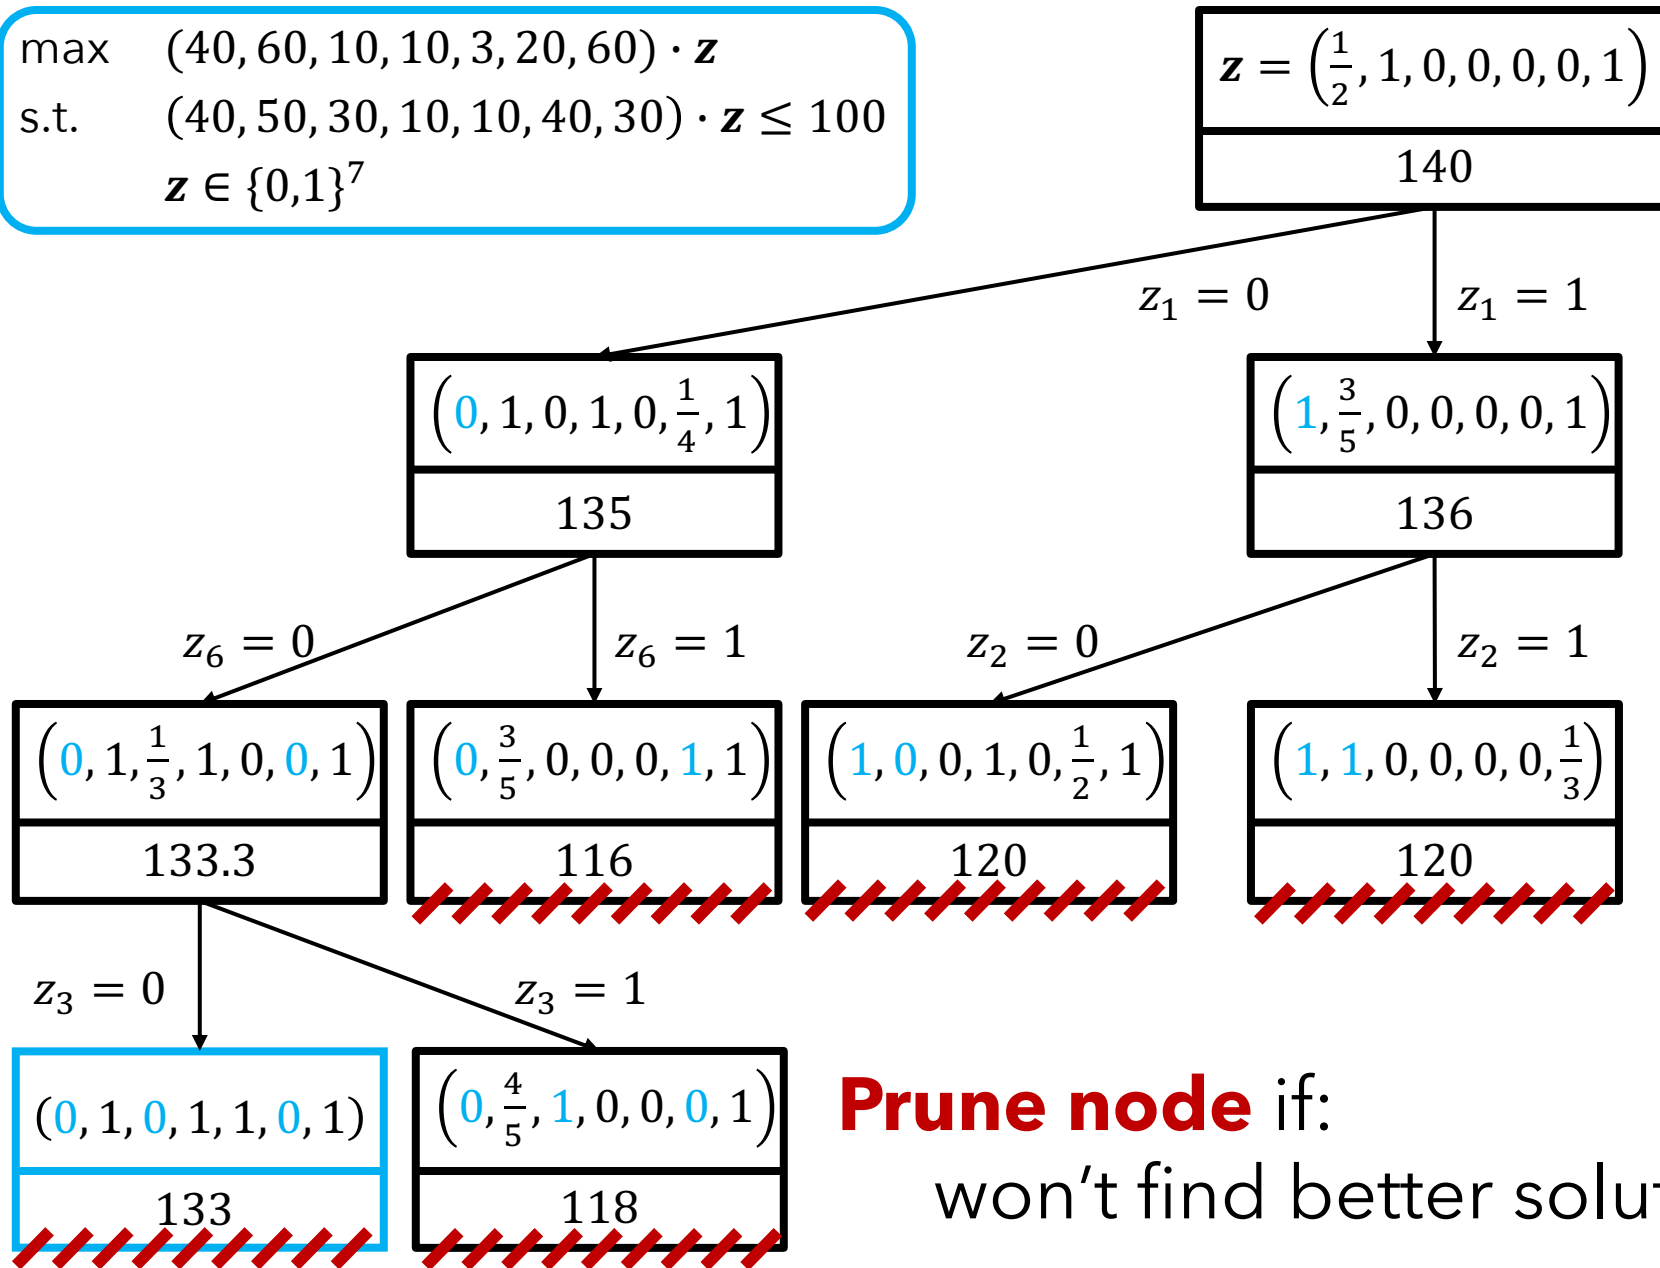 max (40, 60, 10, 10, 3, 20, 60) · z
s.t. (40, 50, 30, 10, 10, 40, 30) · z ≤ 100
z ∈ {0,1}⁷
z = (1/2, 1, 0, 0, 0, 0, 1)
140
z₁ = 0
z₁ = 1
(0, 1, 0, 1, 0, 1/4, 1)
135
(1, 3/5, 0, 0, 0, 0, 1)
136
z₆ = 0
z₆ = 1
z₂ = 0
z₂ = 1
(0, 1, 1/3, 1, 0, 0, 1)
133.3
(0, 3/5, 0, 0, 0, 1, 1)
116
(1, 0, 0, 1, 0, 1/2, 1)
120
(1, 1, 0, 0, 0, 0, 1/3)
120
z₃ = 0
z₃ = 1
(0, 1, 0, 1, 1, 0, 1)
133
(0, 4/5, 1, 0, 0, 0, 1)
118
Prune node if:
won't find better solut